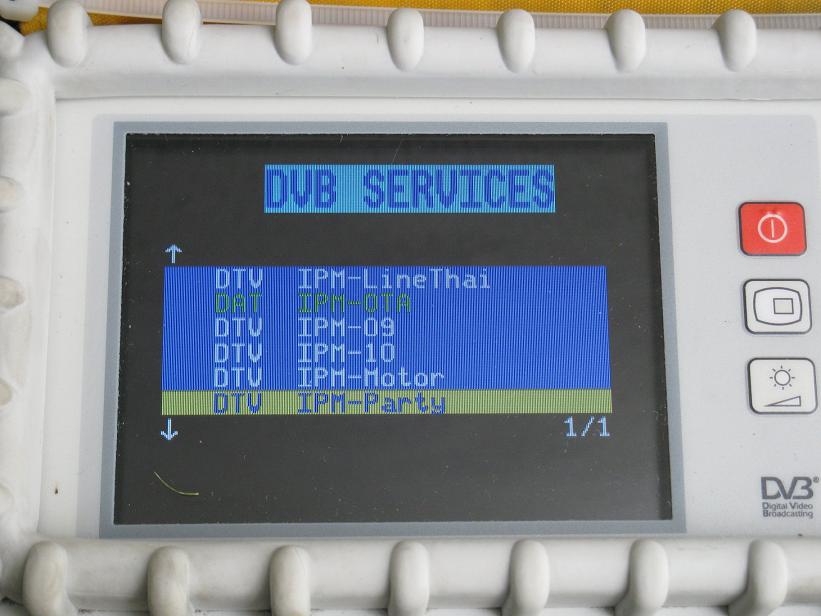 DVB SERVICES
↑
DTV IPM-LineThai
DAT IPM-OTA
DTV IPM-09
DTV IPM-10
DTV IPM-Motor
DTV IPM-Party
↓ 1/1
DVB®
Digital Video
Broadcasting